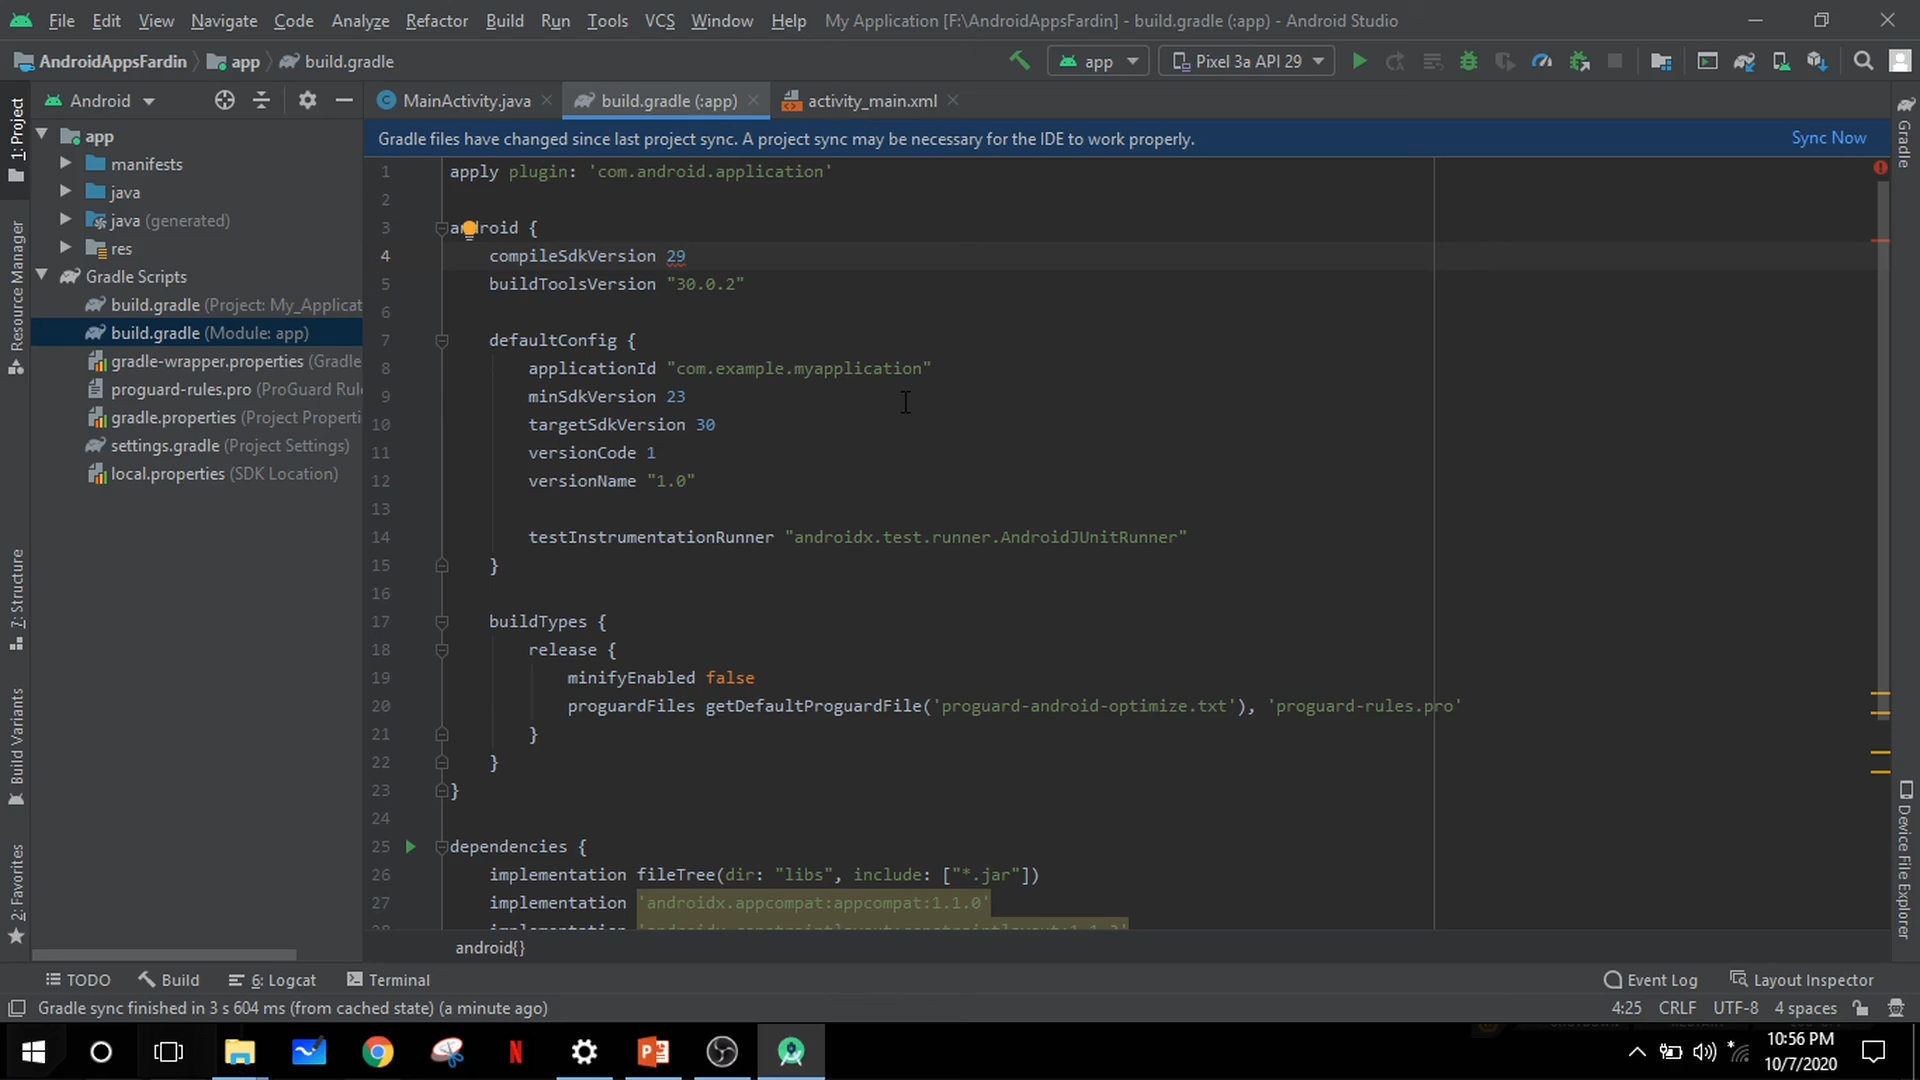 File Edit View Navigate Code Analyze Refactor Build Run Tools VCS Window Help My Application [F:\AndroidAppsFardin] - build.gradle (:app) - Android Studio
AndroidAppsFardin app build.gradle app Pixel 3a API 29
Android MainActivity.java build.gradle (:app) activity_main.xml
Gradle files have changed since last project sync. A project sync may be necessary for the IDE to work properly. Sync Now
1: Project
Resource Manager
7: Structure
Build Variants
2: Favorites
app
manifests
java
java (generated)
res
Gradle Scripts
build.gradle (Project: My_Applicat
build.gradle (Module: app)
gradle-wrapper.properties (Gradle
proguard-rules.pro (ProGuard Rule
gradle.properties (Project Properti
settings.gradle (Project Settings)
local.properties (SDK Location)
1 apply plugin: 'com.android.application'
2
3 android {
4 compileSdkVersion 29
5 buildToolsVersion "30.0.2"
6
7 defaultConfig {
8 applicationId "com.example.myapplication"
9 minSdkVersion 23
10 targetSdkVersion 30
11 versionCode 1
12 versionName "1.0"
13
14 testInstrumentationRunner "androidx.test.runner.AndroidJUnitRunner"
15 }
16
17 buildTypes {
18 release {
19 minifyEnabled false
20 proguardFiles getDefaultProguardFile('proguard-android-optimize.txt'), 'proguard-rules.pro'
21 }
22 }
23 }
24
25 dependencies {
26 implementation fileTree(dir: "libs", include: ["*.jar"])
27 implementation 'androidx.appcompat:appcompat:1.1.0'
android{}
Gradle
Device File Explorer
TODO Build 6: Logcat Terminal Event Log Layout Inspector
Gradle sync finished in 3 s 604 ms (from cached state) (a minute ago) 4:25 CRLF UTF-8 4 spaces
10:56 PM
10/7/2020